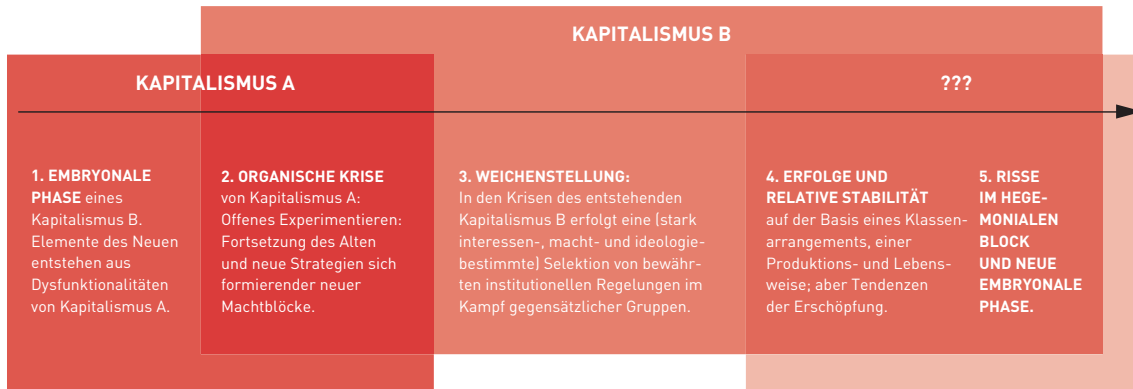 KAPITALISMUS B
KAPITALISMUS A
???
1. EMBRYONALE
PHASE eines
Kapitalismus B.
Elemente des Neuen
entstehen aus
Dysfunktionalitäten
von Kapitalismus A.
2. ORGANISCHE KRISE
von Kapitalismus A:
Offenes Experimentieren:
Fortsetzung des Alten
und neue Strategien sich
formierender neuer
Machtblöcke.
3. WEICHENSTELLUNG:
In den Krisen des entstehenden
Kapitalismus B erfolgt eine (stark
interessen-, macht- und ideologie-
bestimmte) Selektion von bewähr-
ten institutionellen Regelungen im
Kampf gegensätzlicher Gruppen.
4. ERFOLGE UND
RELATIVE STABILITÄT
auf der Basis eines Klassen-
arrangements, einer
Produktions- und Lebens-
weise; aber Tendenzen
der Erschöpfung.
5. RISSE
IM HEGE-
MONIALEN
BLOCK
UND NEUE
EMBRYONALE
PHASE.